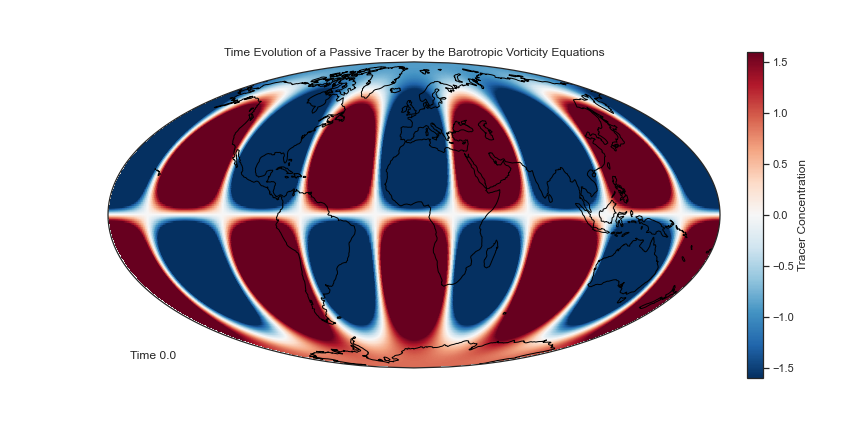 Time Evolution of a Passive Tracer by the Barotropic Vorticity Equations
1.5
1.0
0.5
0.0
−0.5
−1.0
−1.5
Tracer Concentration
Time 0.0